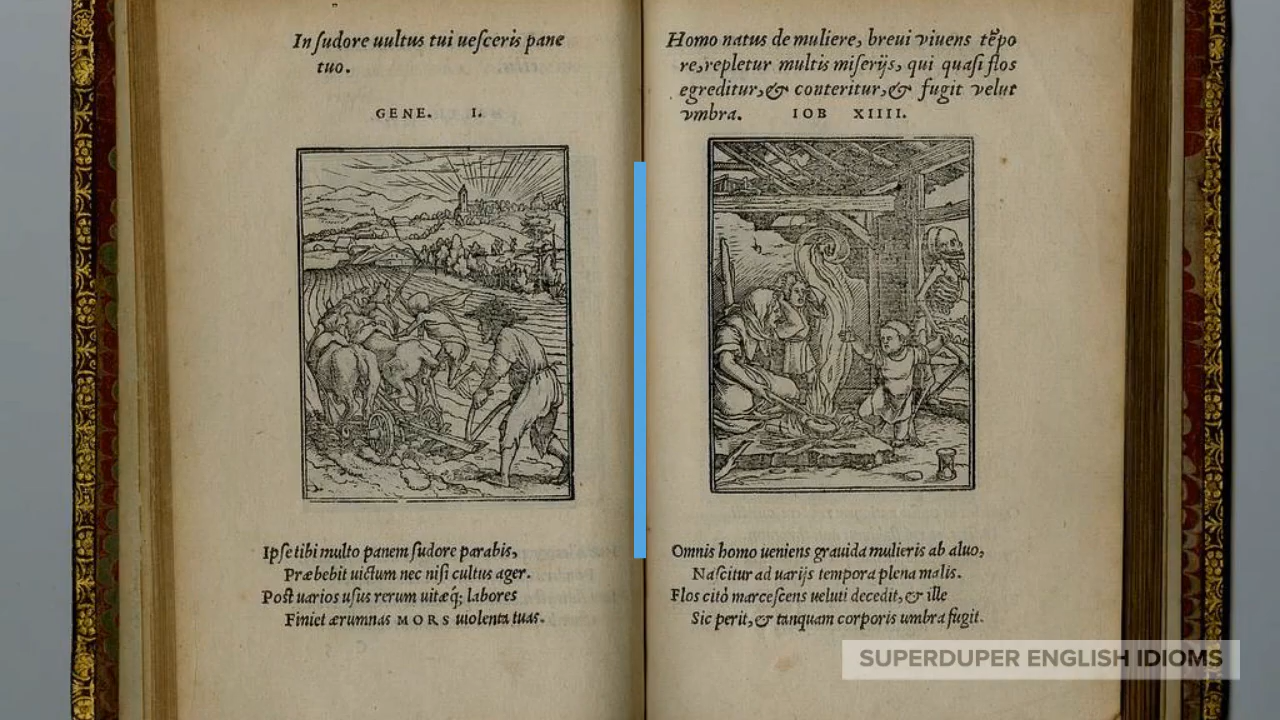 In ſudore uultus tui ueſceris pane
tuo.
GENE. I.
Ipſe tibi multo panem ſudore parabis,
Præbebit uictum nec niſi cultus ager.
Poſt uarios uſus rerum uitæq́; labores
Finiet ærumnas MORS uiolenta tuas.
Homo natus de muliere, breui viuens tẽpo
re, repletur multis miſerijs, qui quaſi flos
egreditur, & conteritur, & fugit velut
vmbra. IOB XIIII.
Omnis homo ueniens grauida mulieris ab aluo,
Naſcitur ad uarijs tempora plena malis.
Flos citò marceſcens ueluti decedit, & ille
Sic perit, & tanquam corporis umbra fugit.
SUPERDUPER ENGLISH IDIOMS